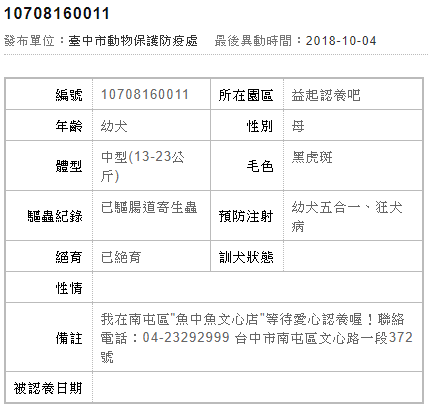 10708160011
發布單位：臺中市動物保護防疫處 最後異動時間：2018-10-04
編號 10708160011 所在園區 益起認養吧
年齡 幼犬 性別 母
體型 中型(13-23公
斤) 毛色 黑虎斑
驅蟲紀錄 已驅腸道寄生蟲 預防注射 幼犬五合一、狂犬
病
絕育 已絕育 訓犬狀態
性情
備註 我在南屯區"魚中魚文心店"等待愛心認養喔！聯絡
電話：04-23292999 台中市南屯區文心路一段372
號
被認養日期